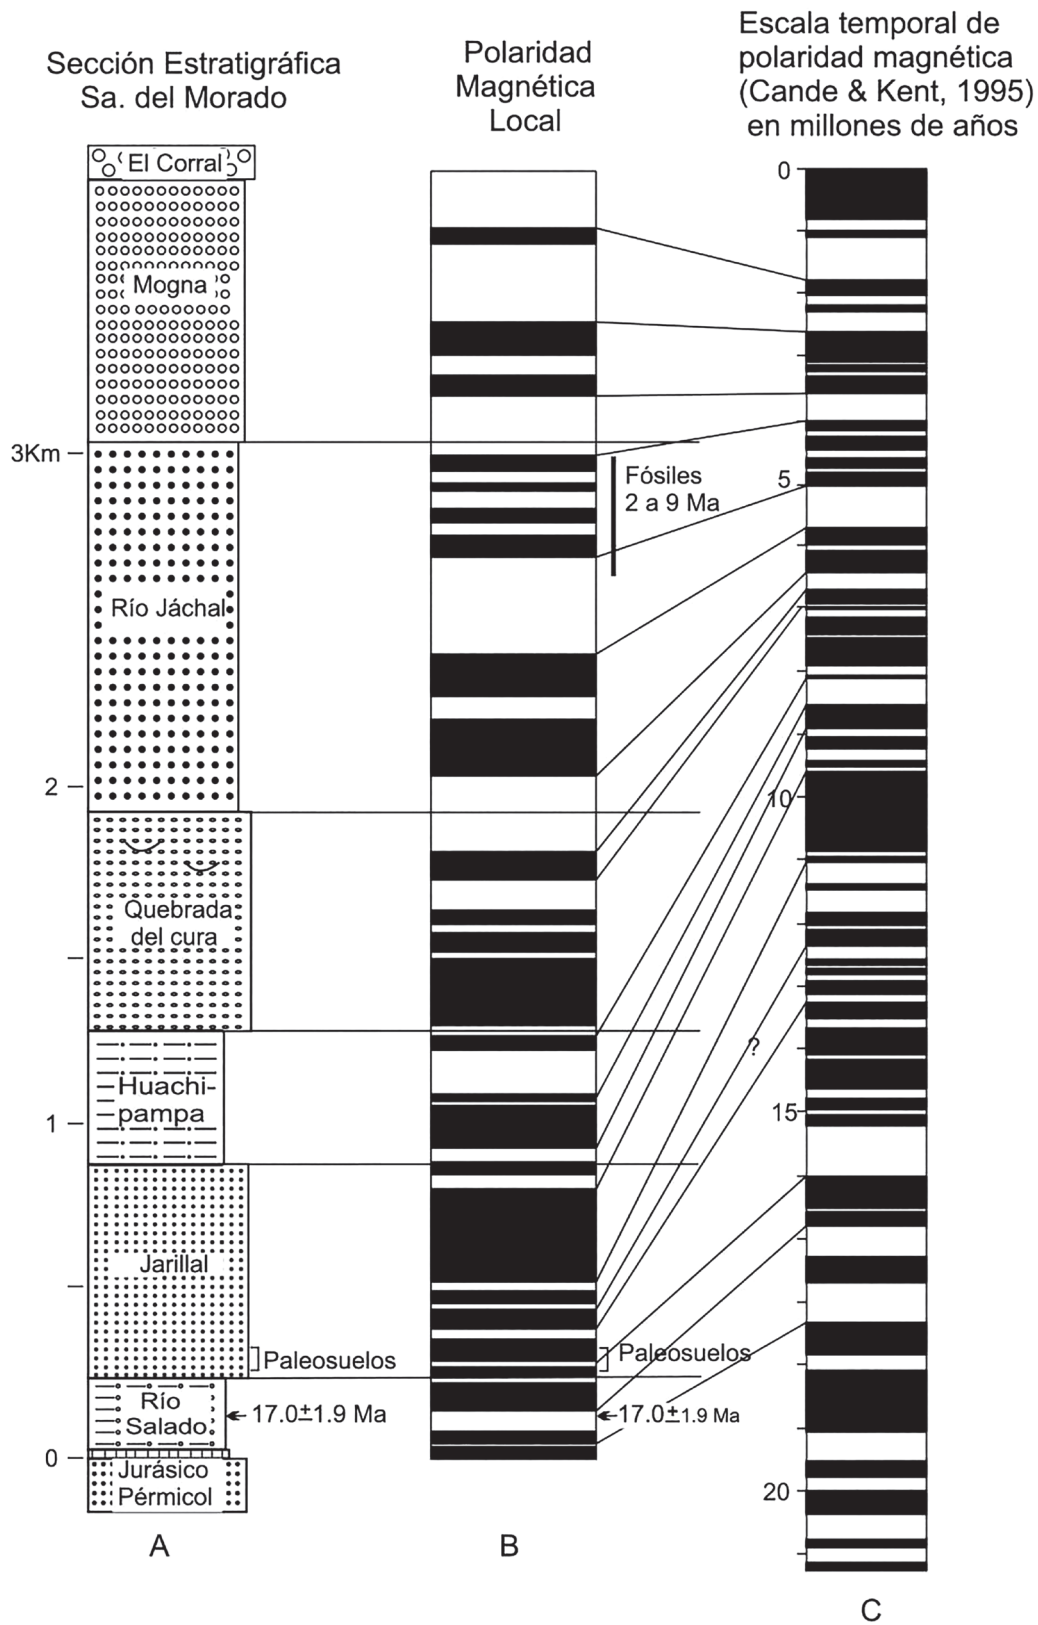 Sección Estratigráfica
Sa. del Morado
Polaridad
Magnética
Local
Escala temporal de
polaridad magnética
(Cande & Kent, 1995)
en millones de años
El Corral
Mogna
3Km
Río Jáchal
2
Quebrada
del cura
Huachi-
pampa
1
Jarillal
Paleosuelos
Río
Salado
17.0±1.9 Ma
0
Jurásico
Pérmicol
A
Fósiles
2 a 9 Ma
Paleosuelos
17.0±1.9 Ma
B
0
5
10
?
15
20
C